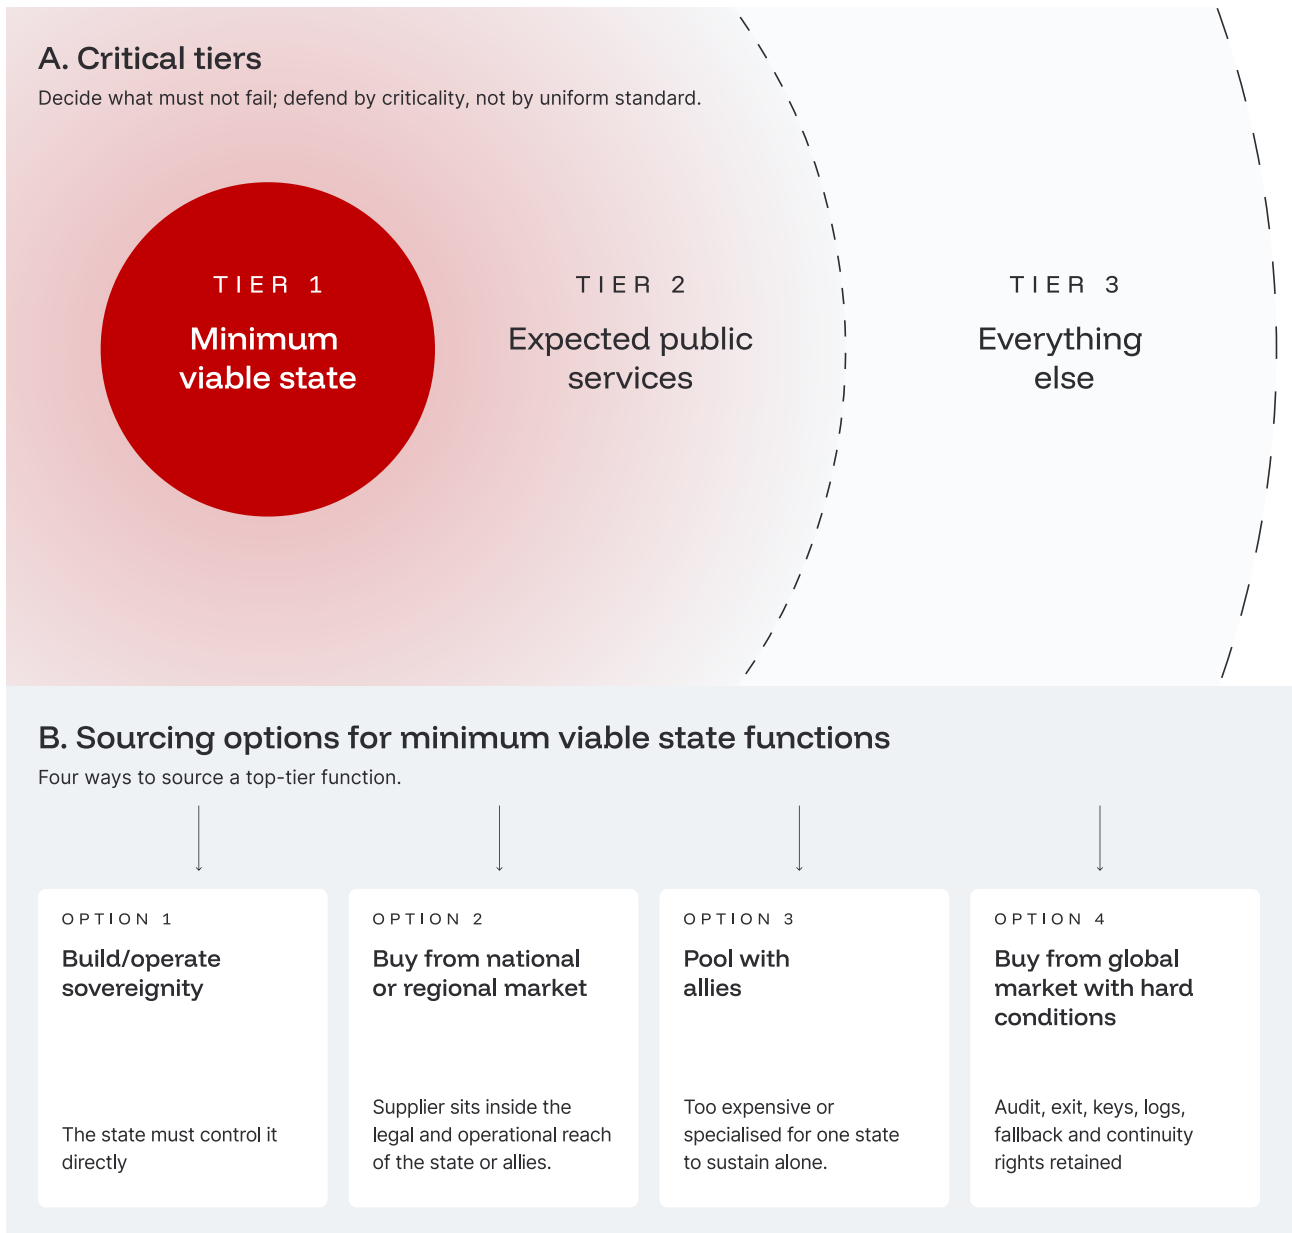 A. Critical tiers
Decide what must not fail; defend by criticality, not by uniform standard.
TIER 1
Minimum
viable state
TIER 2
Expected public
services
TIER 3
Everything
else
B. Sourcing options for minimum viable state functions
Four ways to source a top-tier function.
OPTION 1
Build/operate
sovereignity
The state must control it
directly
OPTION 2
Buy from national
or regional market
Supplier sits inside the
legal and operational reach
of the state or allies.
OPTION 3
Pool with
allies
Too expensive or
specialised for one state
to sustain alone.
OPTION 4
Buy from global
market with hard
conditions
Audit, exit, keys, logs,
fallback and continuity
rights retained